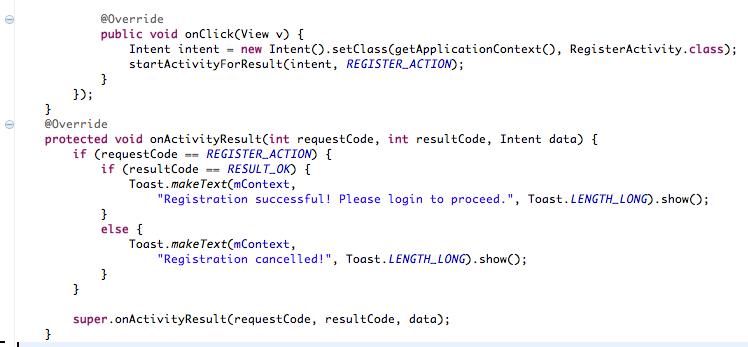 @Override
public void onClick(View v) {
Intent intent = new Intent().setClass(getApplicationContext(), RegisterActivity.class);
startActivityForResult(intent, REGISTER_ACTION);
}
});
}
@Override
protected void onActivityResult(int requestCode, int resultCode, Intent data) {
if (requestCode == REGISTER_ACTION) {
if (resultCode == RESULT_OK) {
Toast.makeText(mContext,
"Registration successful! Please login to proceed.", Toast.LENGTH_LONG).show();
}
else {
Toast.makeText(mContext,
"Registration cancelled!", Toast.LENGTH_LONG).show();
}
}
super.onActivityResult(requestCode, resultCode, data);
}